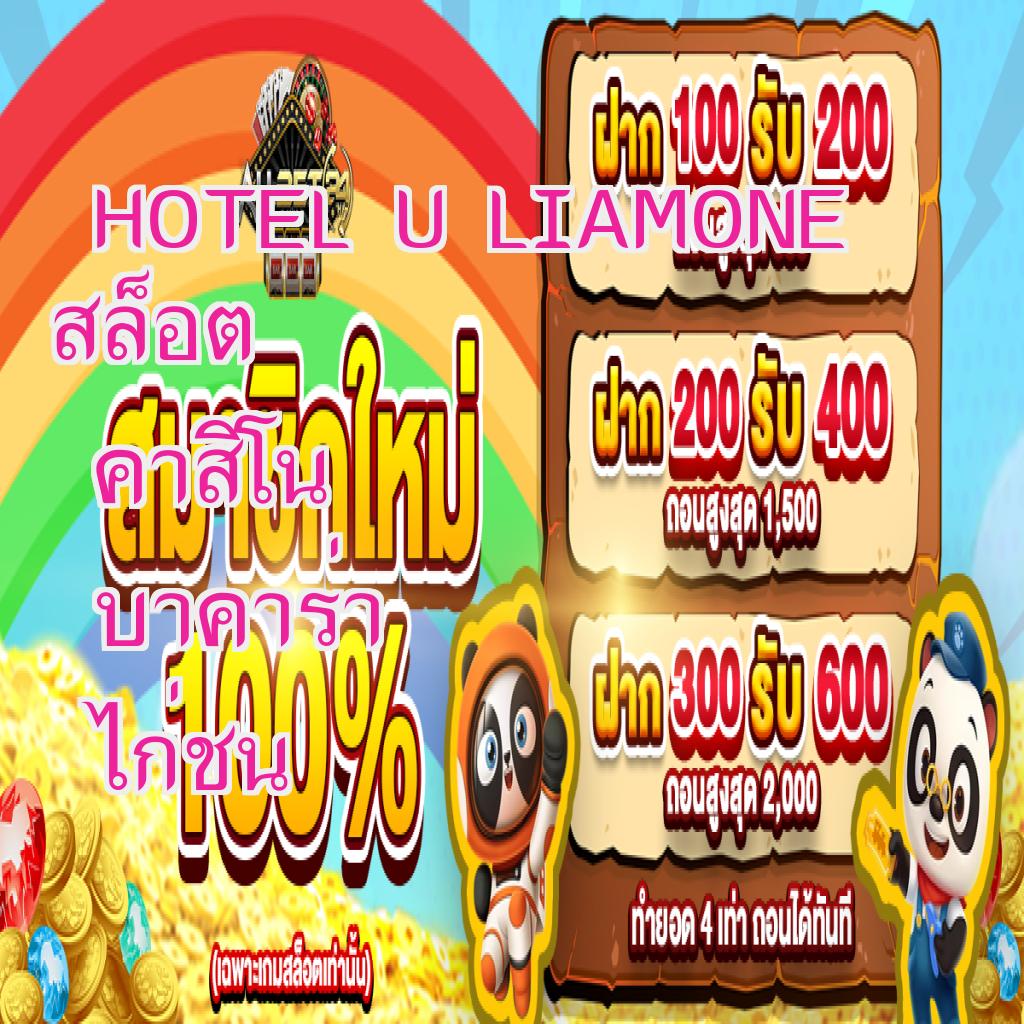 HOTEL U LIAMONE
สล็อต
คาสิโน
บาคาร่า
ไก่ชน
สมาชิกใหม่
100%
(เฉพาะเกมสล็อตเท่านั้น)
ฝาก 100 รับ 200
ฝาก 200 รับ 400
ถอนสูงสุด 1,500
ฝาก 300 รับ 600
ถอนสูงสุด 2,000
ทำยอด 4 เท่า ถอนได้ทันที